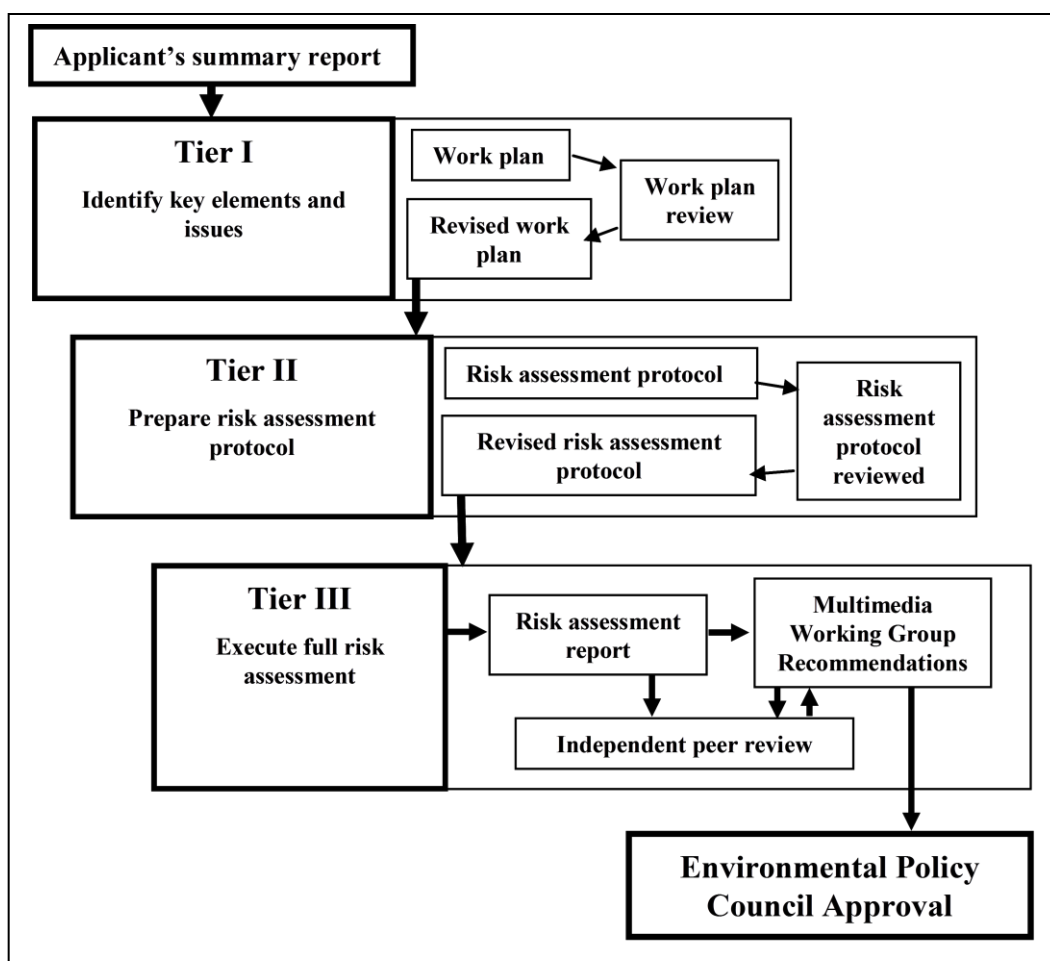 Applicant's summary report
Tier I
Identify key elements and
issues
Work plan
Work plan
review
Revised work
plan
Tier II
Prepare risk assessment
protocol
Risk assessment protocol
Risk
assessment
protocol
reviewed
Revised risk assessment
protocol
Tier III
Execute full risk
assessment
Risk assessment
report
Multimedia
Working Group
Recommendations
Independent peer review
Environmental Policy
Council Approval